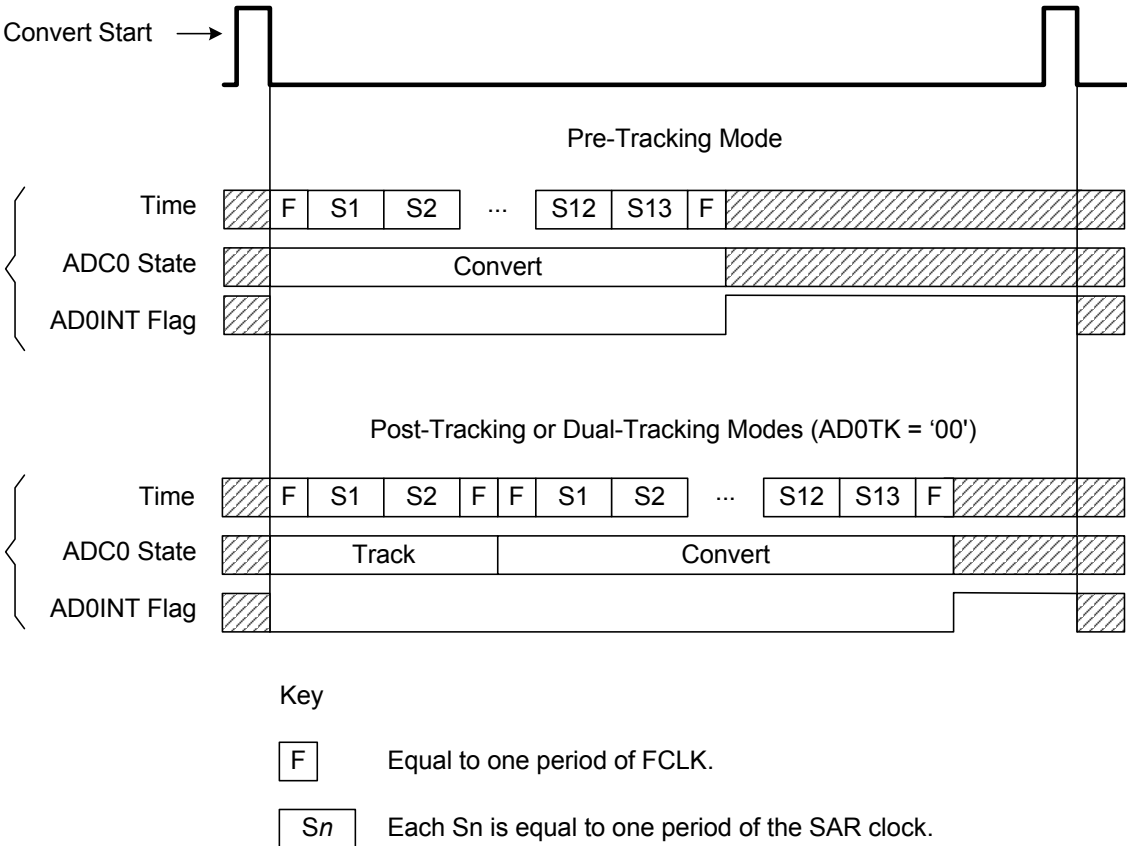 Convert Start
Pre-Tracking Mode
Time F S1 S2 ... S12 S13 F
ADC0 State Convert
AD0INT Flag
Post-Tracking or Dual-Tracking Modes (AD0TK = ‘00')
Time F S1 S2 F F S1 S2 ... S12 S13 F
ADC0 State Track Convert
AD0INT Flag
Key
F Equal to one period of FCLK.
Sn Each Sn is equal to one period of the SAR clock.